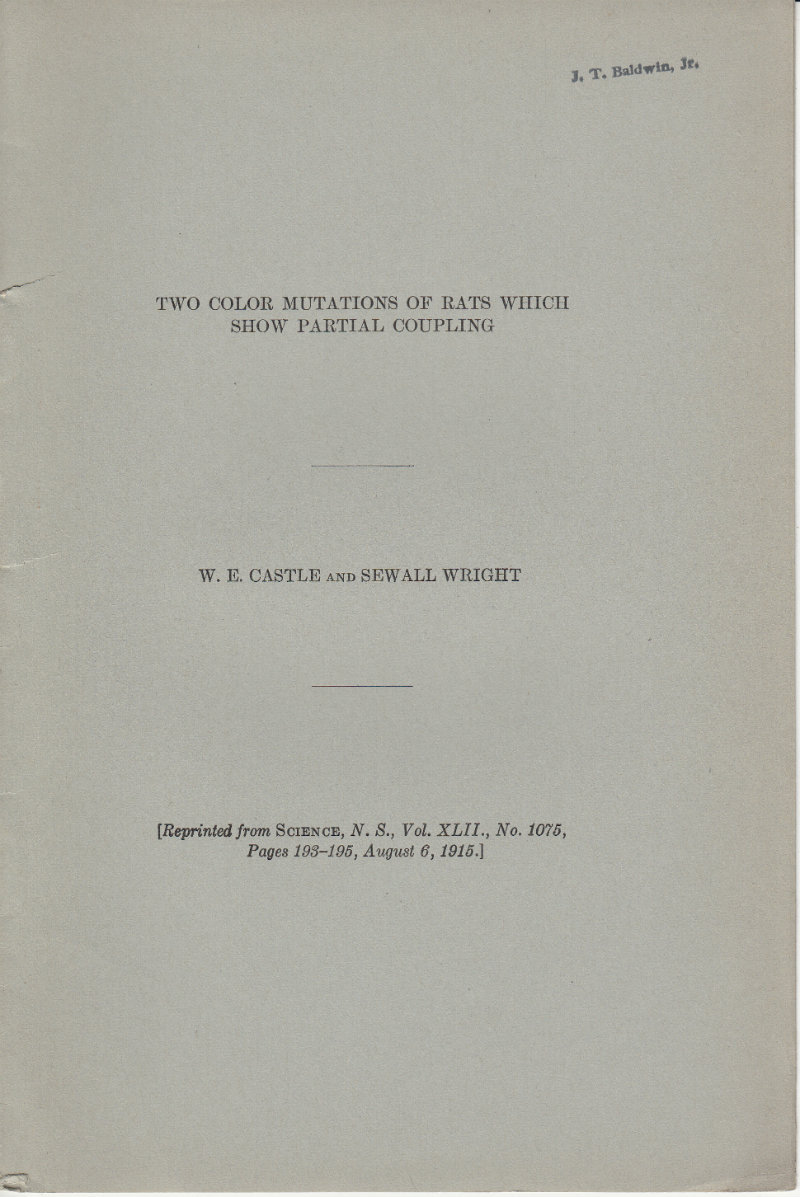 J. T. Baldwin, Jr.
TWO COLOR MUTATIONS OF RATS WHICH
SHOW PARTIAL COUPLING
W. E. CASTLE AND SEWALL WRIGHT
[Reprinted from SCIENCE, N. S., Vol. XLII., No. 1075,
Pages 193–195, August 6, 1915.]